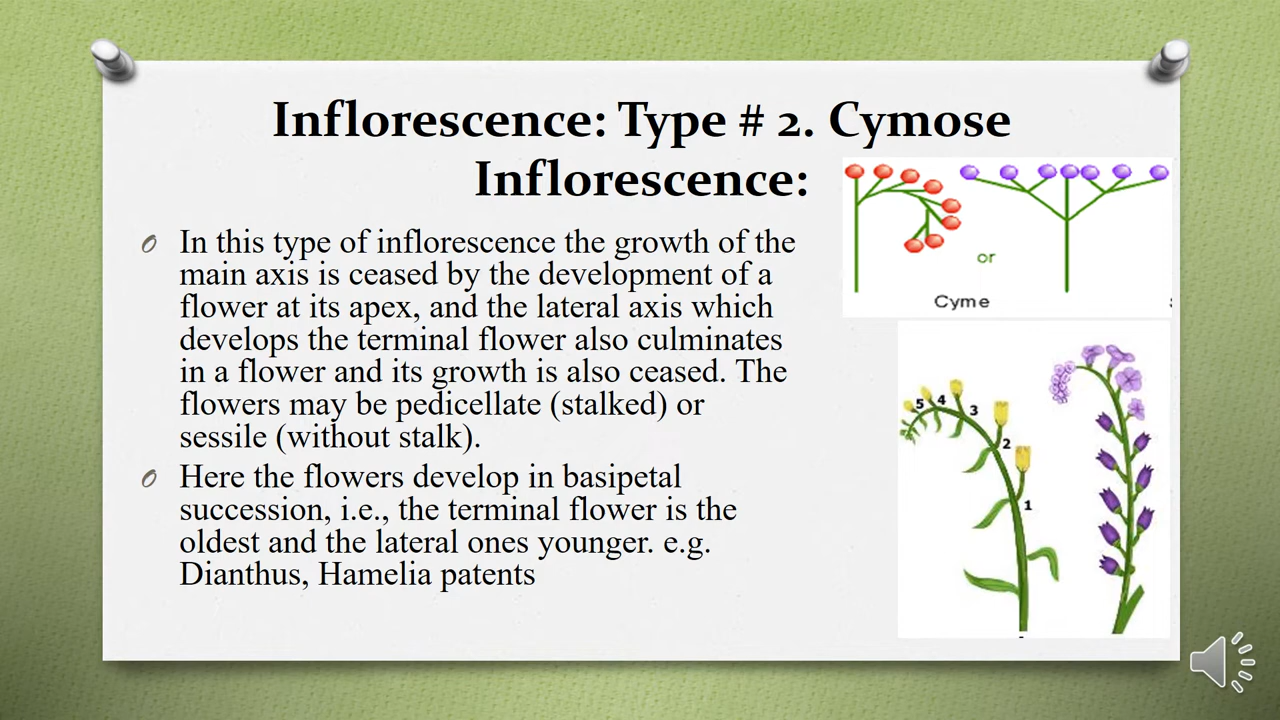 Inflorescence: Type # 2. Cymose
Inflorescence:
In this type of inflorescence the growth of the
main axis is ceased by the development of a
flower at its apex, and the lateral axis which
develops the terminal flower also culminates
in a flower and its growth is also ceased. The
flowers may be pedicellate (stalked) or
sessile (without stalk).
Here the flowers develop in basipetal
succession, i.e., the terminal flower is the
oldest and the lateral ones younger. e.g.
Dianthus, Hamelia patents
or
Cyme
5 4 3
2
1